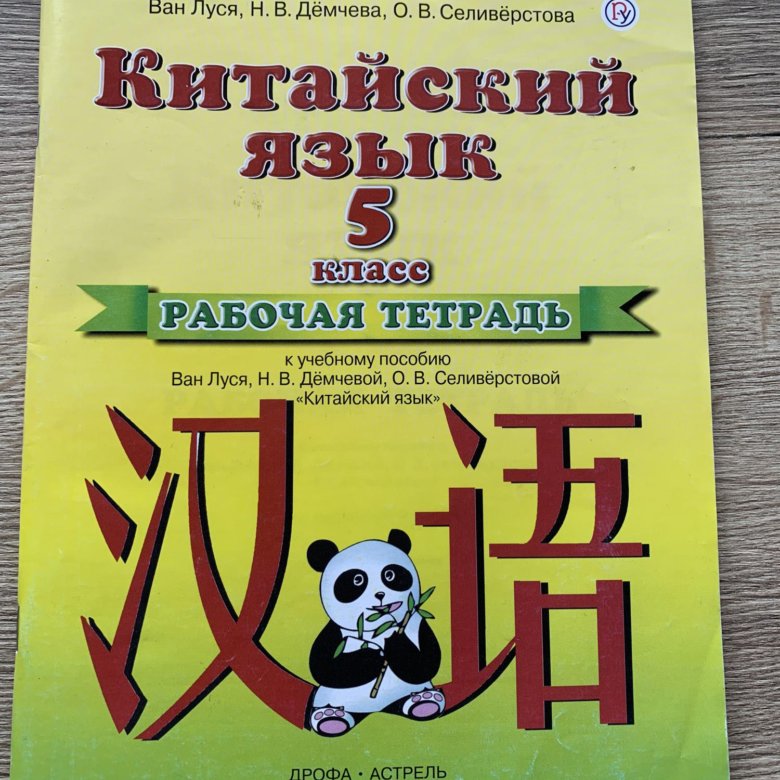 Ван Луся, Н. В. Дёмчева, О. В. Селивёрстова
РУ
Китайский
язык
5
класс
РАБОЧАЯ ТЕТРАДЬ
к учебному пособию
Ван Луся, Н. В. Дёмчевой, О. В. Селивёрстовой
«Китайский язык»
汉语
ДРОФА · АСТРЕЛЬ